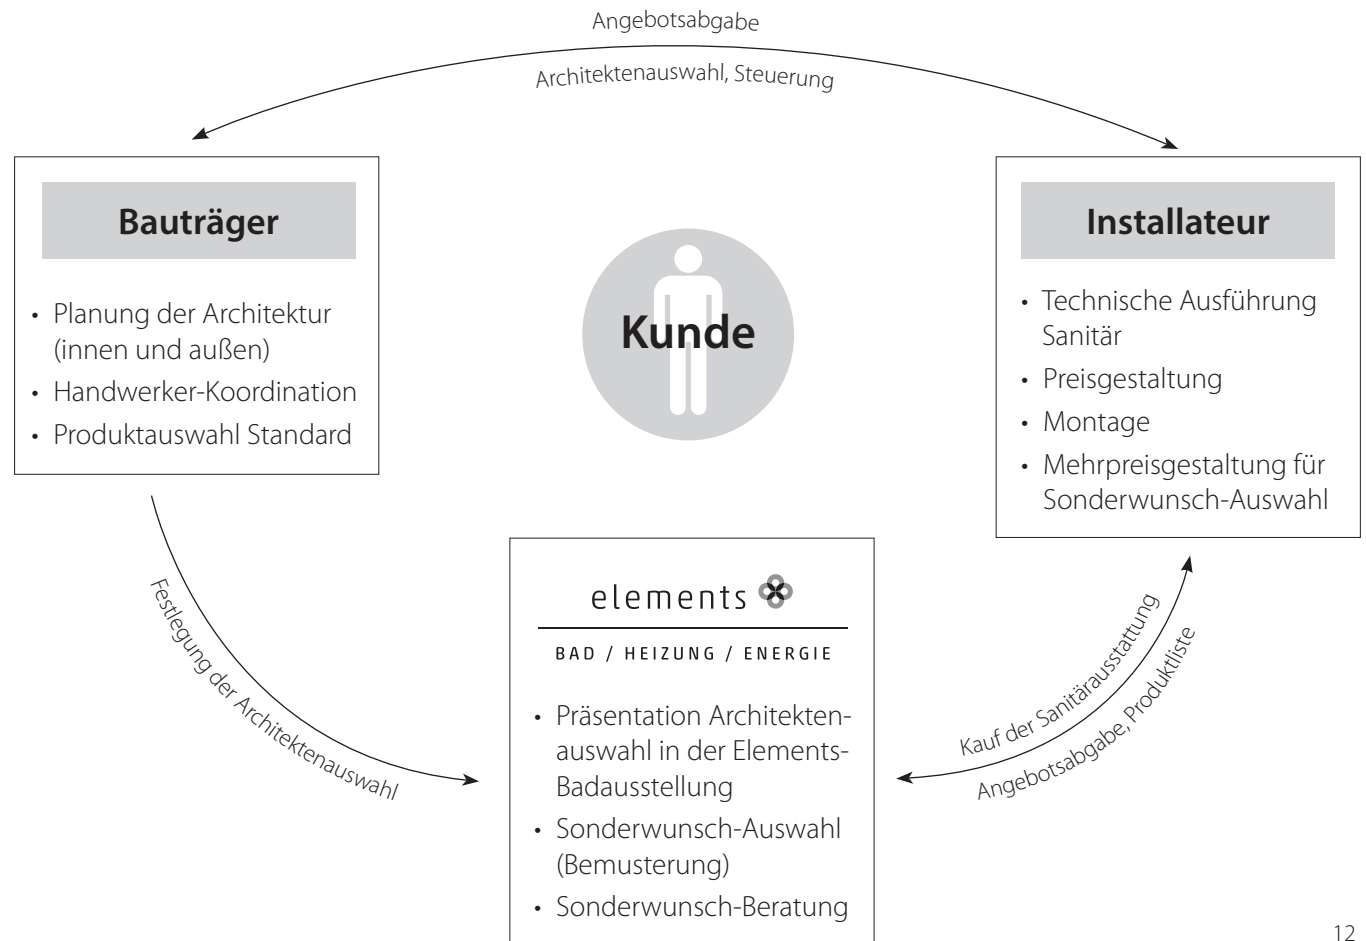 Angebotsabgabe
Architektenauswahl, Steuerung
Bauträger
• Planung der Architektur
(innen und außen)
• Handwerker-Koordination
• Produktauswahl Standard
Kunde
Installateur
• Technische Ausführung
Sanitär
• Preisgestaltung
• Montage
• Mehrpreisgestaltung für
Sonderwunsch-Auswahl
Festlegung der Architektenauswahl
elements
BAD / HEIZUNG / ENERGIE
• Präsentation Architekten-
auswahl in der Elements-
Badausstellung
• Sonderwunsch-Auswahl
(Bemusterung)
• Sonderwunsch-Beratung
Kauf der Sanitärausstattung
Angebotsabgabe, Produktliste
12